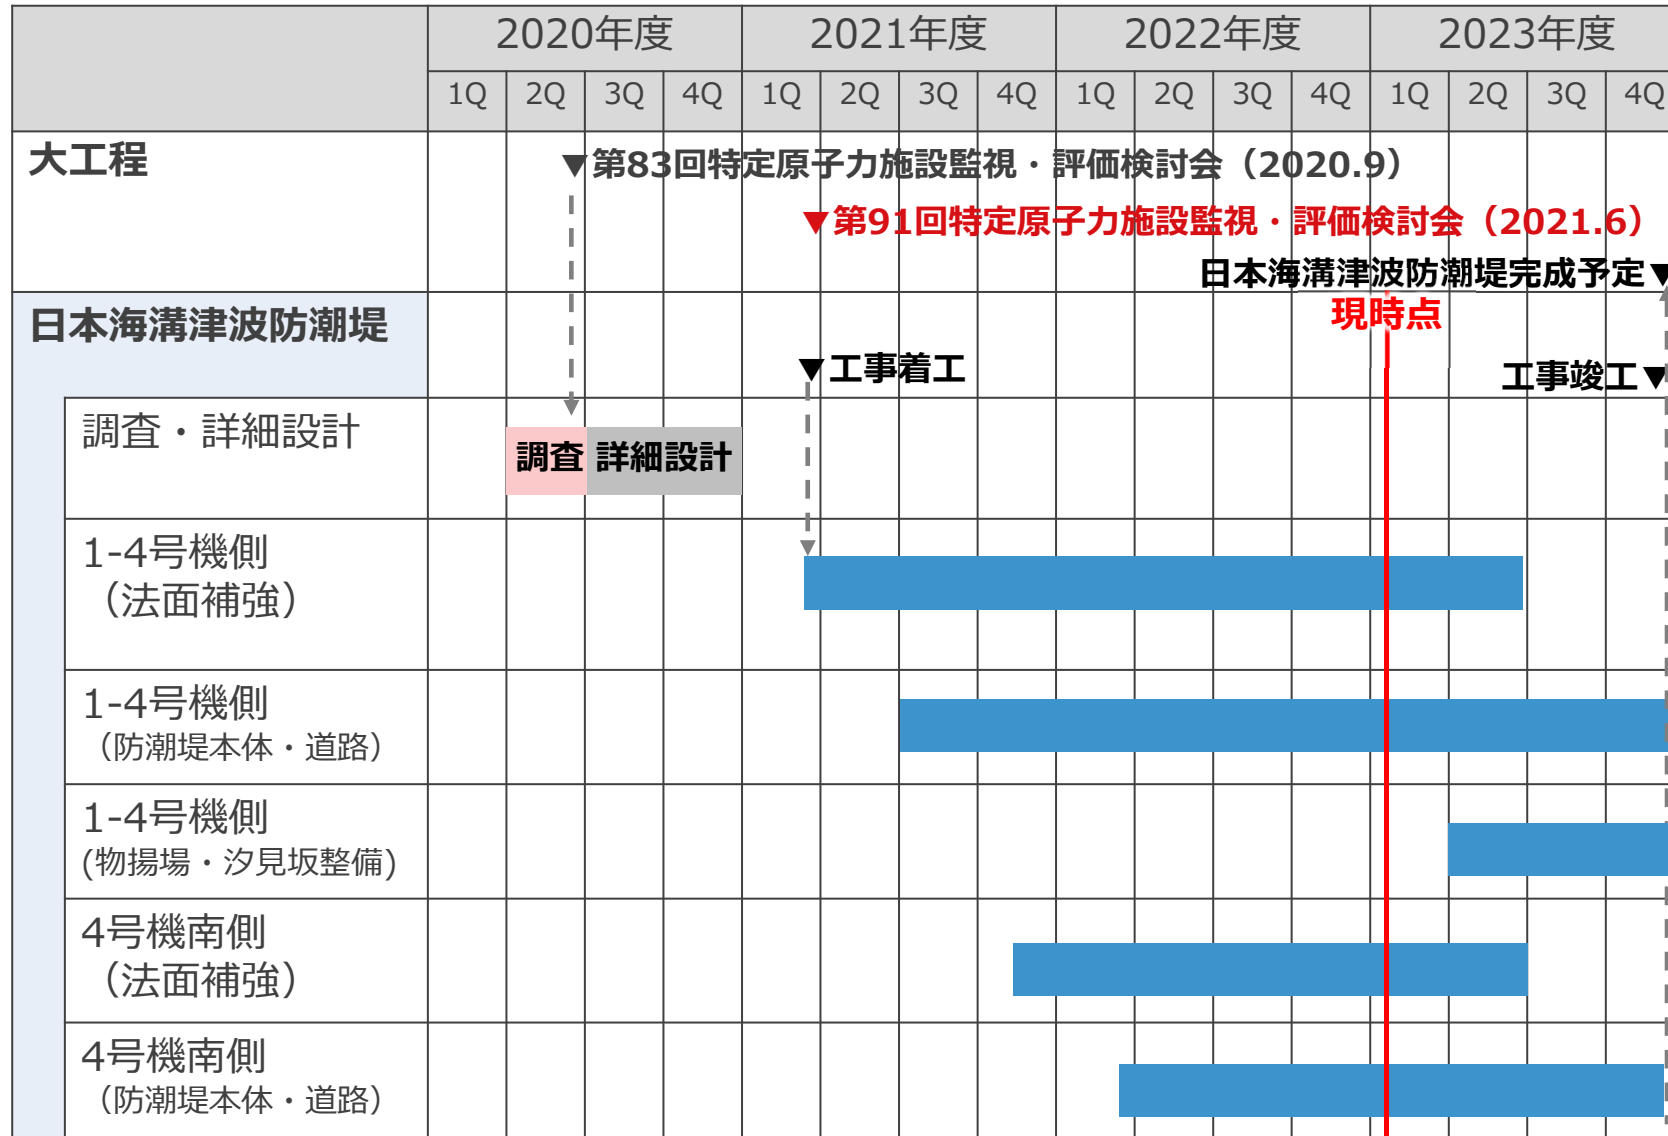 2020年度 2021年度 2022年度 2023年度
1Q 2Q 3Q 4Q 1Q 2Q 3Q 4Q 1Q 2Q 3Q 4Q 1Q 2Q 3Q 4Q
大工程
▼第83回特定原子力施設監視・評価検討会（2020.9）
▼第91回特定原子力施設監視・評価検討会（2021.6）
日本海溝津波防潮堤完成予定▼
日本海溝津波防潮堤
現時点
▼工事着工
工事竣工▼
調査・詳細設計
調査 詳細設計
1-4号機側
（法面補強）
1-4号機側
（防潮堤本体・道路）
1-4号機側
(物揚場・汐見坂整備)
4号機南側
（法面補強）
4号機南側
（防潮堤本体・道路）